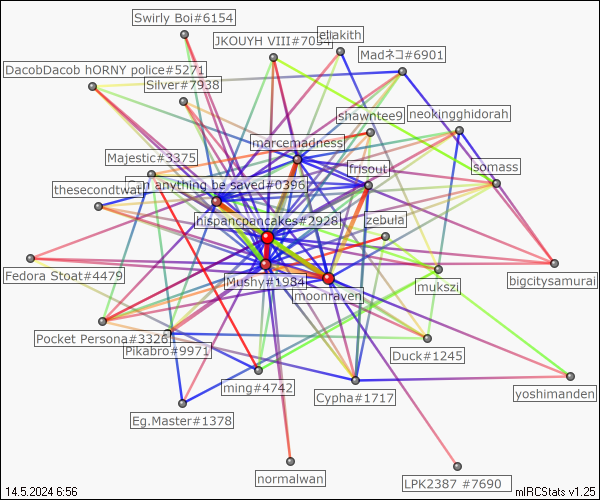 Swirly Boi#6154
JKOUYH VIII#7054
ellakith
Madネコ#6901
DacobDacob hORNY police#5271
Silver#7938
shawntee9
neokingghidorah
marcemadness
Majestic#3375
frisout
somass
thesecondtwat
Can anything be saved#0396
hispancpancakes#2928
zebula
Fedora Stoat#4479
Mushy#1984
moonraven
mukszi
bigcitysamurai
Pocket Persona#3326
Pikabro#9971
Duck#1245
ming#4742
Cypha#1717
yoshimanden
Eg.Master#1378
normalwan
LPK2387 #7690
14.5.2024 6:56
mIRCStats v1.25